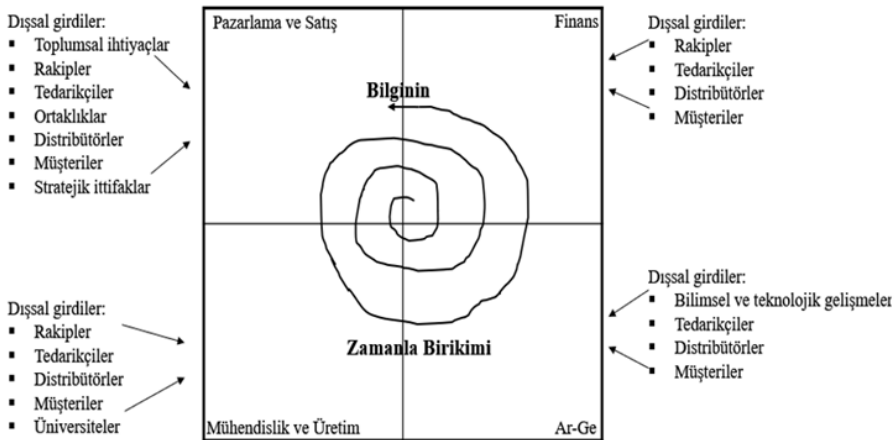 Dışsal girdiler:
▪ Toplumsal ihtiyaçlar
▪ Rakipler
▪ Tedarikçiler
▪ Ortaklıklar
▪ Distribütörler
▪ Müşteriler
▪ Stratejik ittifaklar
Pazarlama ve Satış
Finans
Bilginin
Dışsal girdiler:
▪ Rakipler
▪ Tedarikçiler
▪ Distribütörler
▪ Müşteriler
Dışsal girdiler:
▪ Rakipler
▪ Tedarikçiler
▪ Distribütörler
▪ Müşteriler
▪ Üniversiteler
Zamanla Birikimi
Mühendislik ve Üretim
Ar-Ge
Dışsal girdiler:
▪ Bilimsel ve teknolojik gelişmeler
▪ Tedarikçiler
▪ Distribütörler
▪ Müşteriler